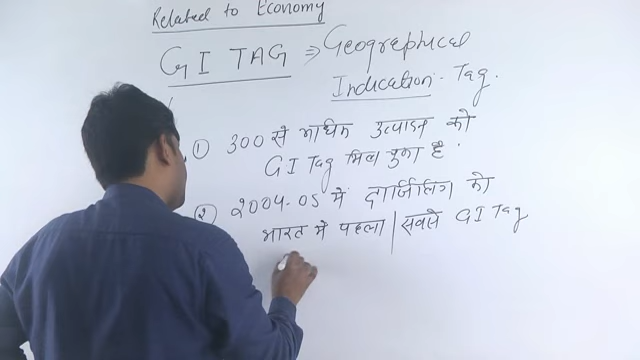 Related to Economy
GI TAG ⇒ Geographical
Indication Tag.
① 300 से अधिक उत्पादन को
GI Tag मिल चुका है.
② 2004-05 में दार्जिलिंग को
भारत में पहला | सबसे GI Tag